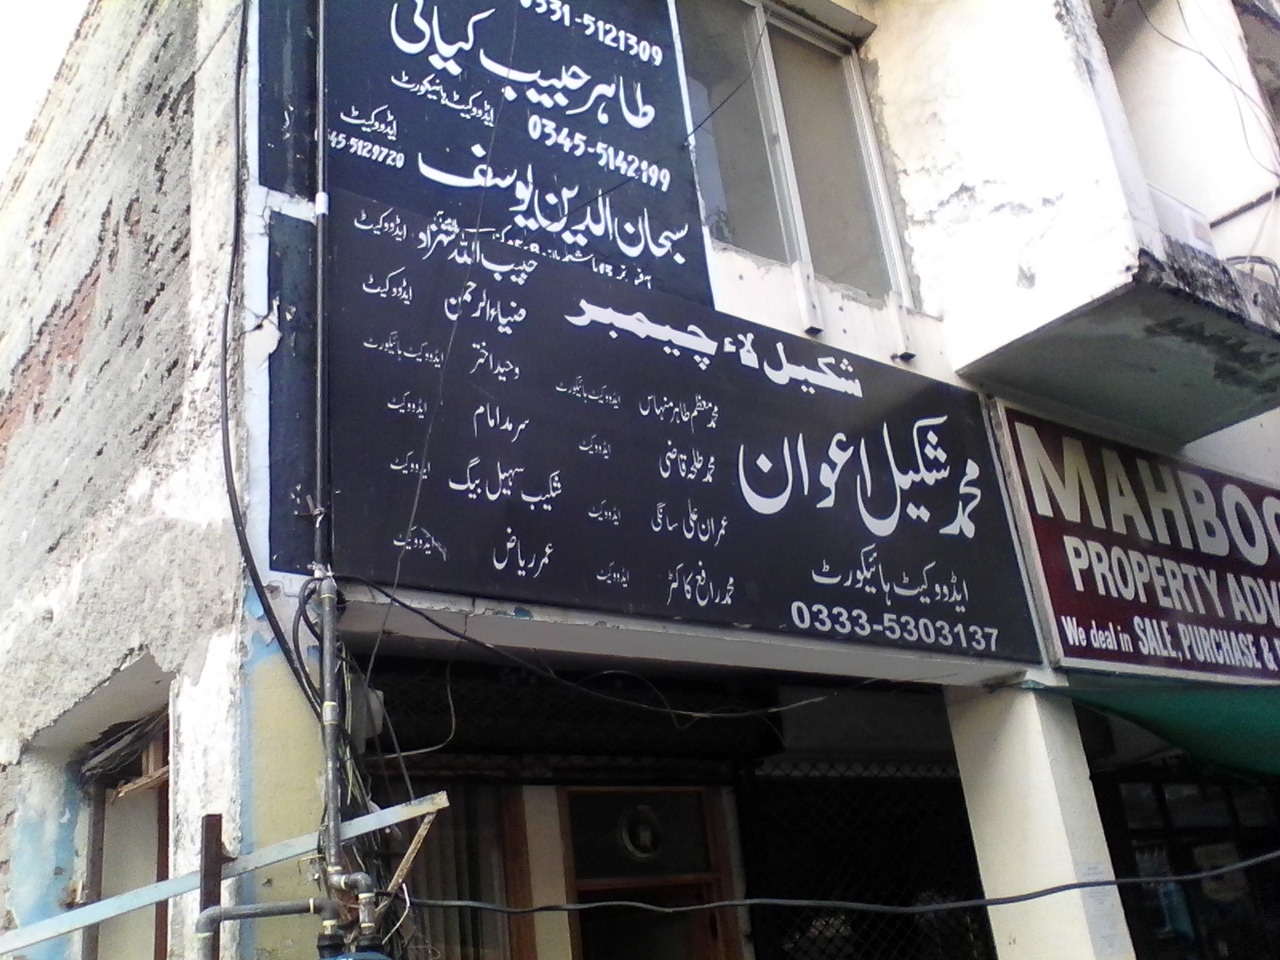 0331-5121309
طاہر حبیب کیانی
ایڈووکیٹ ہائیکورٹ
0345-5142199
ایڈووکیٹ
45-5129720
سبحان الدین یوسف
حبیب اللہ شہزاد ایڈووکیٹ
ضیاء الرحمن ایڈووکیٹ
وحید اختر ایڈووکیٹ ہائیکورٹ
سرمد امام ایڈووکیٹ
شکیب سہیل بیگ ایڈووکیٹ
عمر ریاض ایڈووکیٹ
شکیل لاء چیمبر
محمد معظم طاہر منہاس ایڈووکیٹ ہائیکورٹ
محمد طلحہ قاضی ایڈووکیٹ
عمران علی سانگی ایڈووکیٹ
محمد رافع کاکڑ ایڈووکیٹ
محمد شکیل اعوان
ایڈووکیٹ ہائیکورٹ
0333-5303137
MAHBOO
PROPERTY ADV
We deal in SALE, PURCHASE &